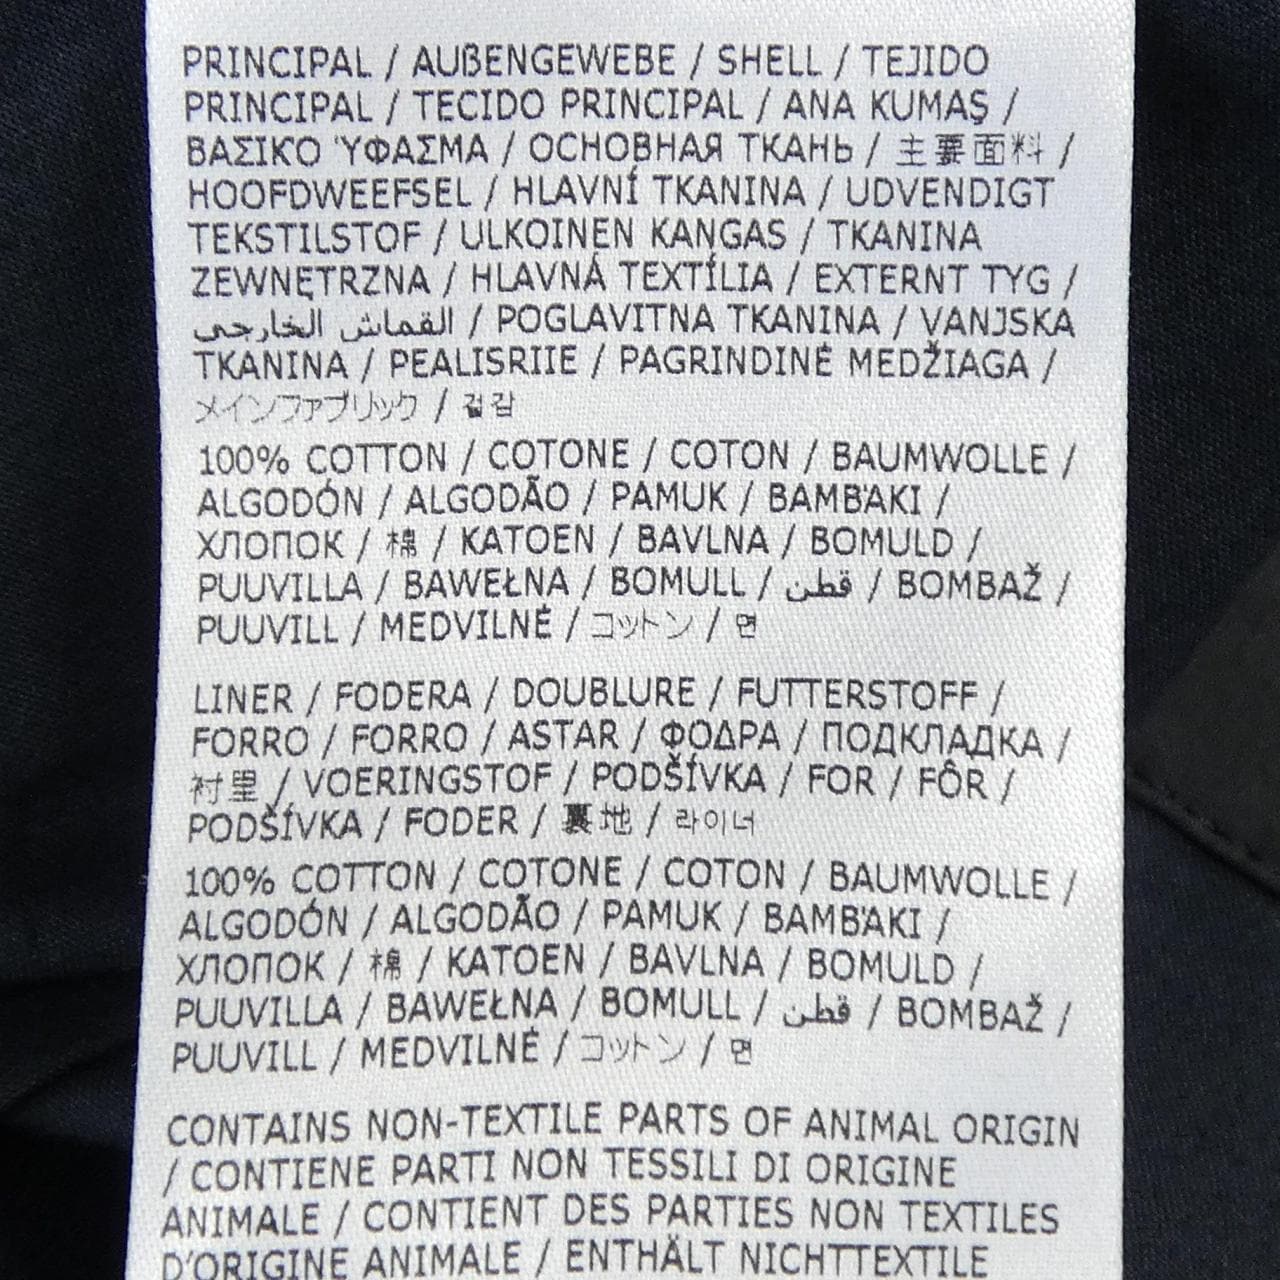 PRINCIPAL / AUßENGEWEBE / SHELL / TEJIDO
PRINCIPAL / TECIDO PRINCIPAL / ANA KUMAŞ /
ΒΑΣΙΚΌ ΎΦΑΣΜΑ / ОСНОВНАЯ ТКАНЬ / 主要面料 /
HOOFDWEEFSEL / HLAVNÍ TKANINA / UDVENDIGT
TEKSTILSTOF / ULKOINEN KANGAS / TKANINA
ZEWNĘTRZNA / HLAVNÁ TEXTÍLIA / EXTERNT TYG /
القماش الخارجي / POGLAVITNA TKANINA / VANJSKA
TKANINA / PEALISRIIE / PAGRINDINĖ MEDŽIAGA /
メインファブリック / 겉감
100% COTTON / COTONE / COTON / BAUMWOLLE /
ALGODÓN / ALGODÃO / PAMUK / ΒΑΜΒΆΚΙ /
ХЛОПОК / 棉 / KATOEN / BAVLNA / BOMULD /
PUUVILLA / BAWEŁNA / BOMULL / قطن / BOMBAŽ /
PUUVILL / MEDVILNĖ / コットン / 면
LINER / FODERA / DOUBLURE / FUTTERSTOFF /
FORRO / FORRO / ASTAR / ΦΟΔΡΑ / ПОДКЛАДКА /
衬里 / VOERINGSTOF / PODŠÍVKA / FOR / FÔR /
PODŠÍVKA / FODER / 裏地 / 라이너
100% COTTON / COTONE / COTON / BAUMWOLLE /
ALGODÓN / ALGODÃO / PAMUK / ΒΑΜΒΆΚΙ /
ХЛОПОК / 棉 / KATOEN / BAVLNA / BOMULD /
PUUVILLA / BAWEŁNA / BOMULL / قطن / BOMBAŽ /
PUUVILL / MEDVILNĖ / コットン / 면
CONTAINS NON-TEXTILE PARTS OF ANIMAL ORIGIN
/ CONTIENE PARTI NON TESSILI DI ORIGINE
ANIMALE / CONTIENT DES PARTIES NON TEXTILES
D'ORIGINE ANIMALE / ENTHÄLT NICHTTEXTILE